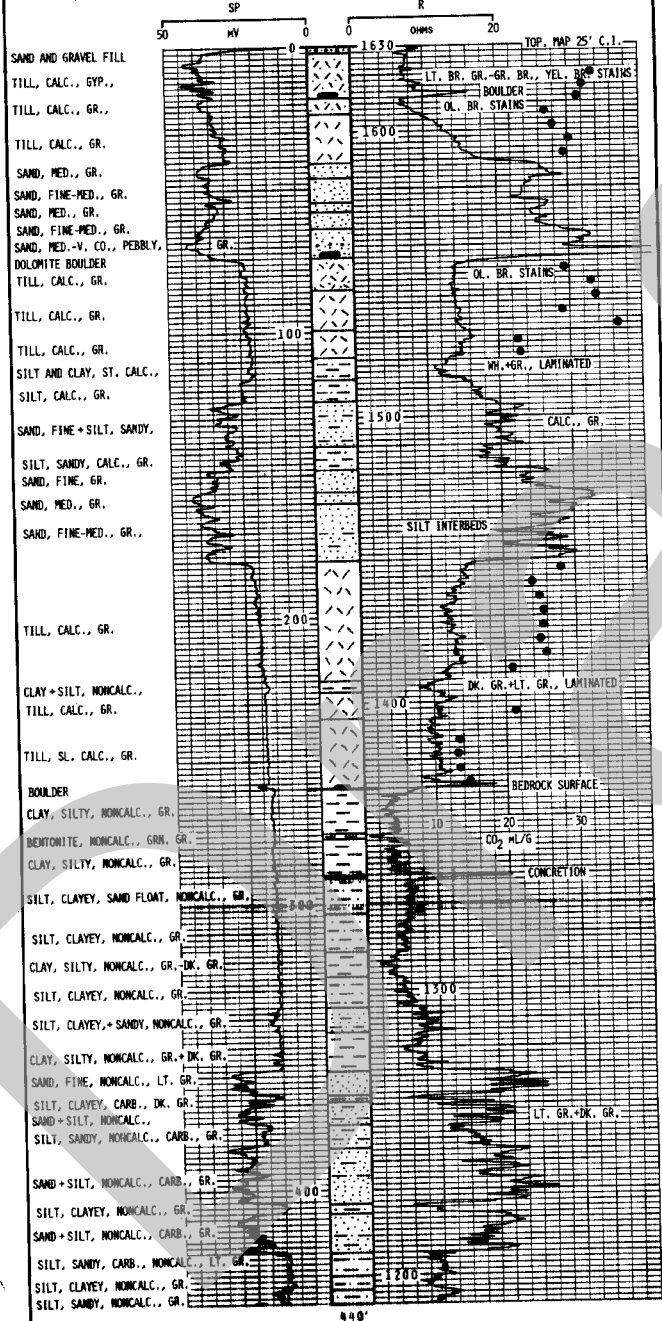 SP R
50 MV 0 0 OHMS 20
0 1630 TOP. MAP 25' C.I.
SAND AND GRAVEL FILL
LT. BR. GR.-GR. BR., YEL. BR. STAINS
TILL, CALC., GYP.,
BOULDER
TILL, CALC., GR.,
OL. BR. STAINS
1600
TILL, CALC., GR.
SAND, MED., GR.
SAND, FINE-MED., GR.
SAND, MED., GR.
SAND, FINE-MED., GR.
SAND, MED.-V. CO., PEBBLY, GR.
DOLOMITE BOULDER
OL. BR. STAINS
TILL, CALC., GR.
TILL, CALC., GR.
100
TILL, CALC., GR.
WH.+GR., LAMINATED
SILT AND CLAY, ST. CALC.,
SILT, CALC., GR.
1500
CALC., GR.
SAND, FINE+SILT, SANDY,
SILT, SANDY, CALC., GR.
SAND, FINE, GR.
SAND, MED., GR.
SILT INTERBEDS
SAND, FINE-MED., GR.,
200
TILL, CALC., GR.
DK. GR.+LT. GR., LAMINATED
CLAY+SILT, NONCALC.,
1400
TILL, CALC., GR.
TILL, SL. CALC., GR.
BEDROCK SURFACE
BOULDER
CLAY, SILTY, NONCALC., GR.
10 20 30
CO2 ML/G
BENTONITE, NONCALC., GRN. GR.
CLAY, SILTY, NONCALC., GR.
CONCRETION
SILT, CLAYEY, SAND FLOAT, NONCALC., GR.
300
SILT, CLAYEY, NONCALC., GR.
CLAY, SILTY, NONCALC., GR.-DK. GR.
1300
SILT, CLAYEY, NONCALC., GR.
SILT, CLAYEY,+SANDY, NONCALC., GR.
CLAY, SILTY, NONCALC., GR.+DK. GR.
SAND, FINE, NONCALC., LT. GR.
SILT, CLAYEY, CARB., DK. GR.
LT. GR.+DK. GR.
SAND+SILT, NONCALC.,
SILT, SANDY, NONCALC., CARB., GR.
SAND+SILT, NONCALC., CARB., GR.
400
SILT, CLAYEY, NONCALC., GR.
SAND+SILT, NONCALC., CARB., GR.
SILT, SANDY, CARB., NONCALC., LT. GR.
1200
SILT, CLAYEY, NONCALC., GR.
SILT, SANDY, NONCALC., GR.
440'